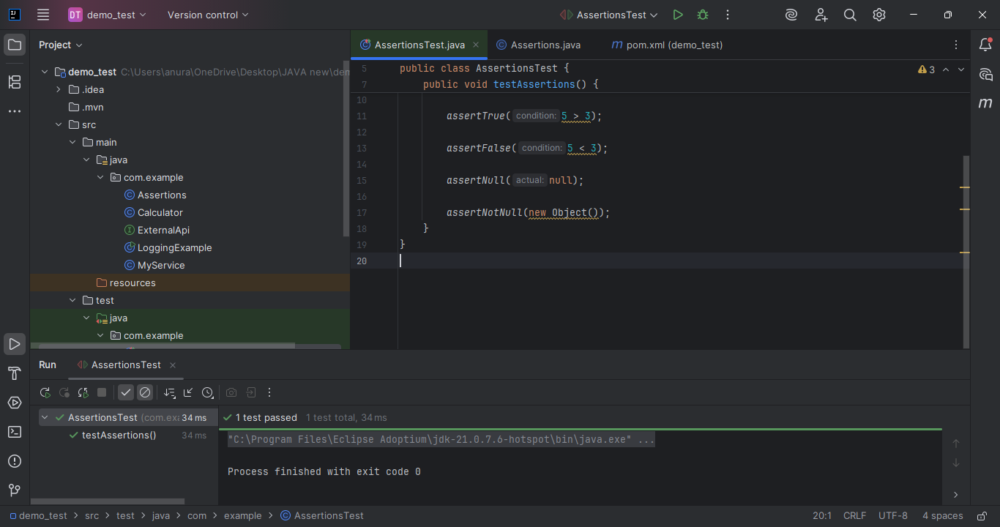 DT demo_test Version control AssertionsTest
Project
AssertionsTest.java Assertions.java m pom.xml (demo_test)
demo_test C:\Users\anura\OneDrive\Desktop\JAVA new\dem
.idea
.mvn
src
main
java
com.example
Assertions
Calculator
ExternalApi
LoggingExample
MyService
resources
test
java
com.example
5 public class AssertionsTest { 3
7 public void testAssertions() {
10
11 assertTrue( condition: 5 > 3);
12
13 assertFalse( condition: 5 < 3);
14
15 assertNull( actual: null);
16
17 assertNotNull(new Object());
18 }
19 }
20
m
Run AssertionsTest
AssertionsTest (com.exa 34 ms
testAssertions() 34 ms
1 test passed 1 test total, 34 ms
"C:\Program Files\Eclipse Adoptium\jdk-21.0.7.6-hotspot\bin\java.exe" ...
Process finished with exit code 0
demo_test > src > test > java > com > example > AssertionsTest 20:1 CRLF UTF-8 4 spaces